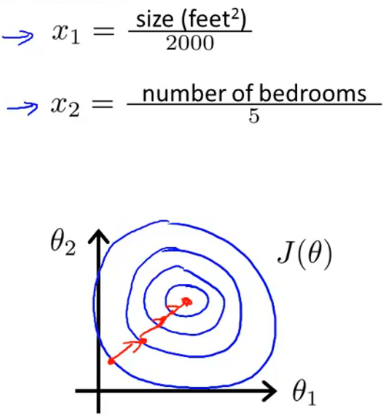 → x₁ = size (feet²) / 2000
→ x₂ = number of bedrooms / 5
θ₂
J(θ)
θ₁